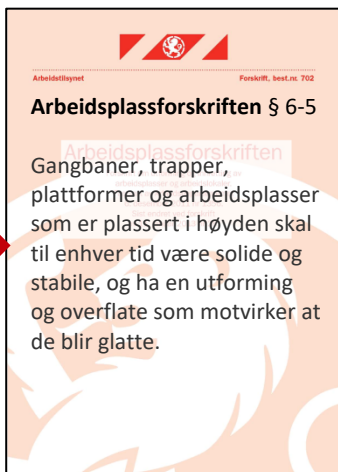 Arbeidstilsynet
Forskrift, best.nr. 702
Arbeidsplassforskriften § 6-5
Arbeidsplassforskriften
Gangbaner, trapper,
plattformer og arbeidsplasser
som er plassert i høyden skal
til enhver tid være solide og
stabile, og ha en utforming
og overflate som motvirker at
de blir glatte.